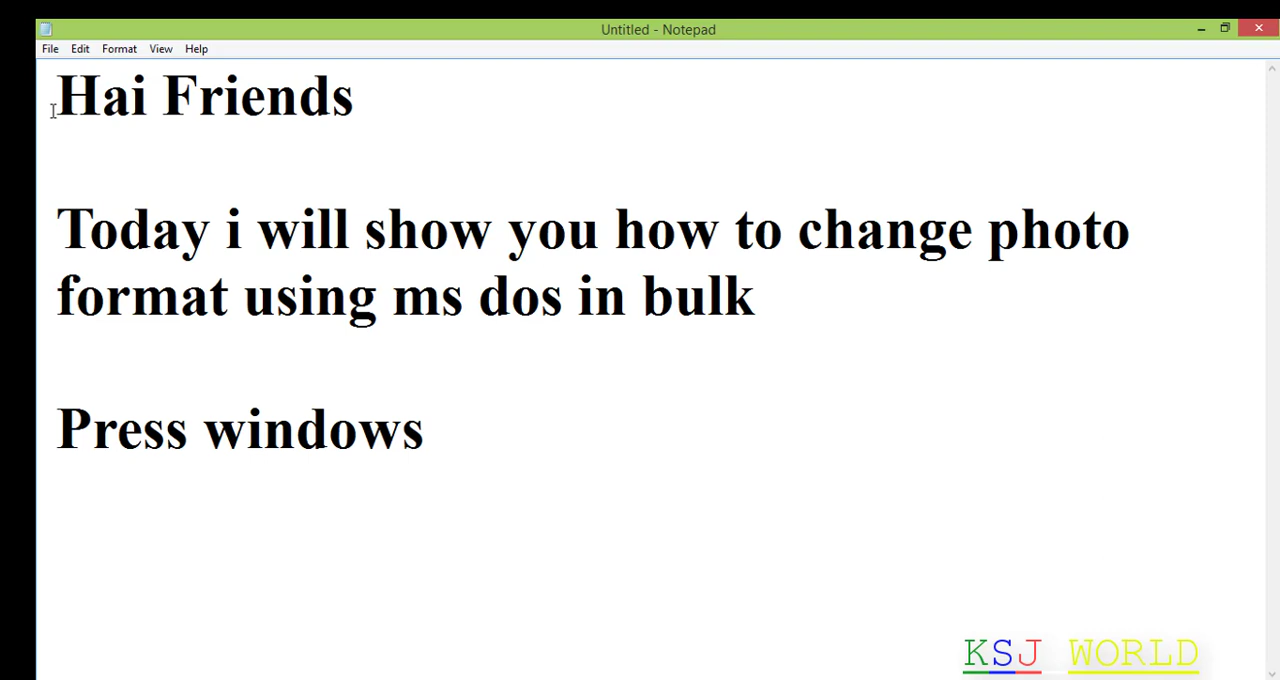 Untitled - Notepad
File Edit Format View Help
Hai Friends
Today i will show you how to change photo
format using ms dos in bulk
Press windows
KSJ WORLD